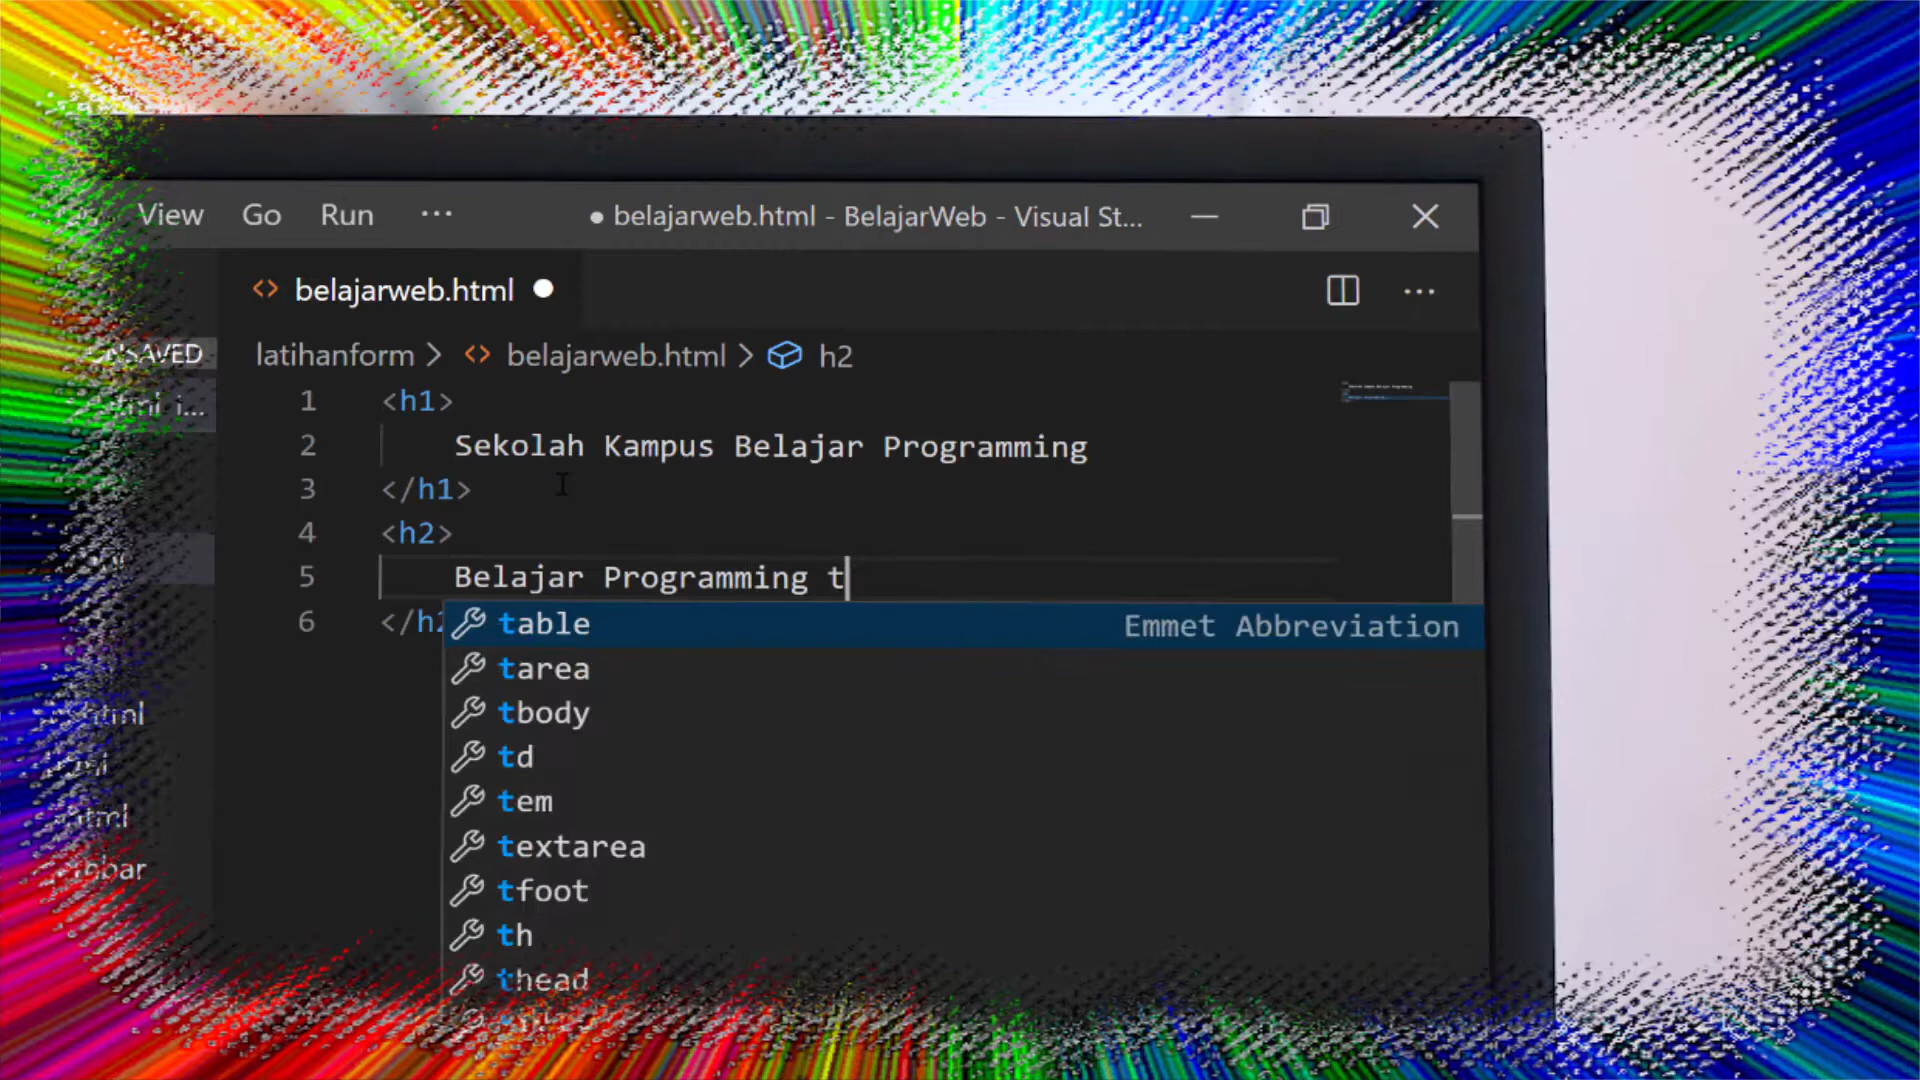 View Go Run ···
● belajarweb.html - BelajarWeb - Visual St...
<> belajarweb.html ●
UNSAVED
latihanform > <> belajarweb.html > h2
1 <h1>
2 Sekolah Kampus Belajar Programming
3 </h1>
4 <h2>
5 Belajar Programming t
6 </h2
table Emmet Abbreviation
tarea
tbody
td
tem
textarea
tfoot
th
thead